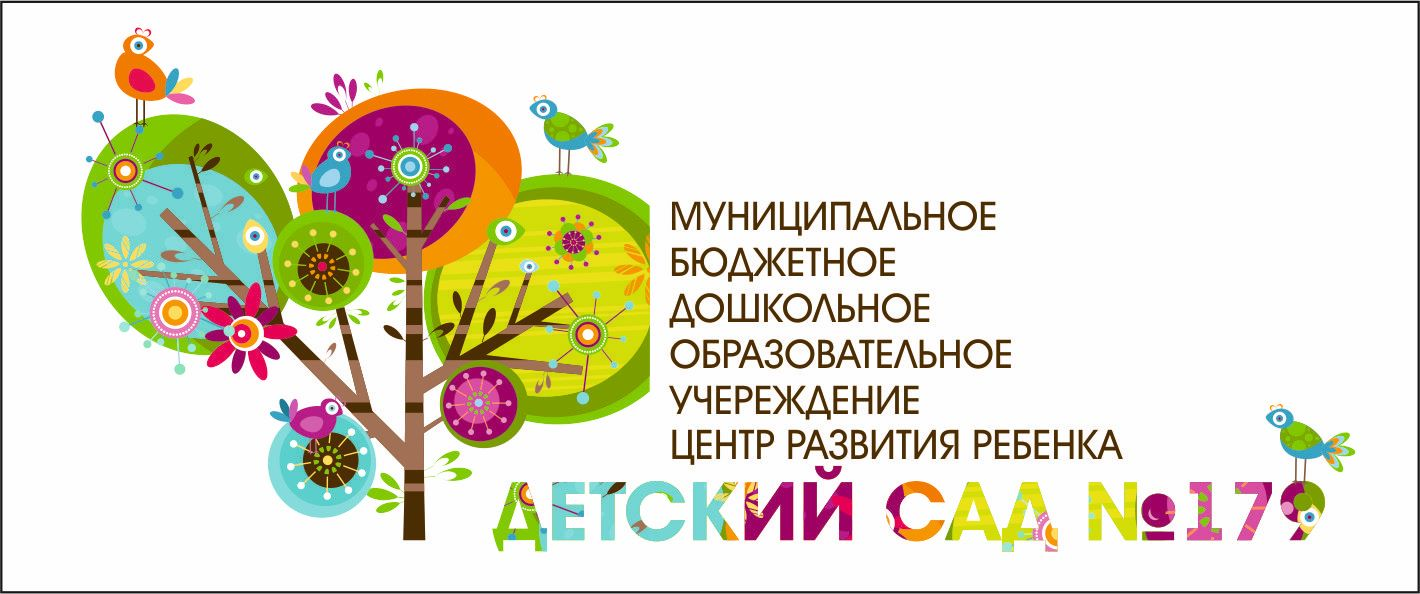 МУНИЦИПАЛЬНОЕ
БЮДЖЕТНОЕ
ДОШКОЛЬНОЕ
ОБРАЗОВАТЕЛЬНОЕ
УЧЕРЕЖДЕНИЕ
ЦЕНТР РАЗВИТИЯ РЕБЕНКА
ДЕТСКИЙ САД №179